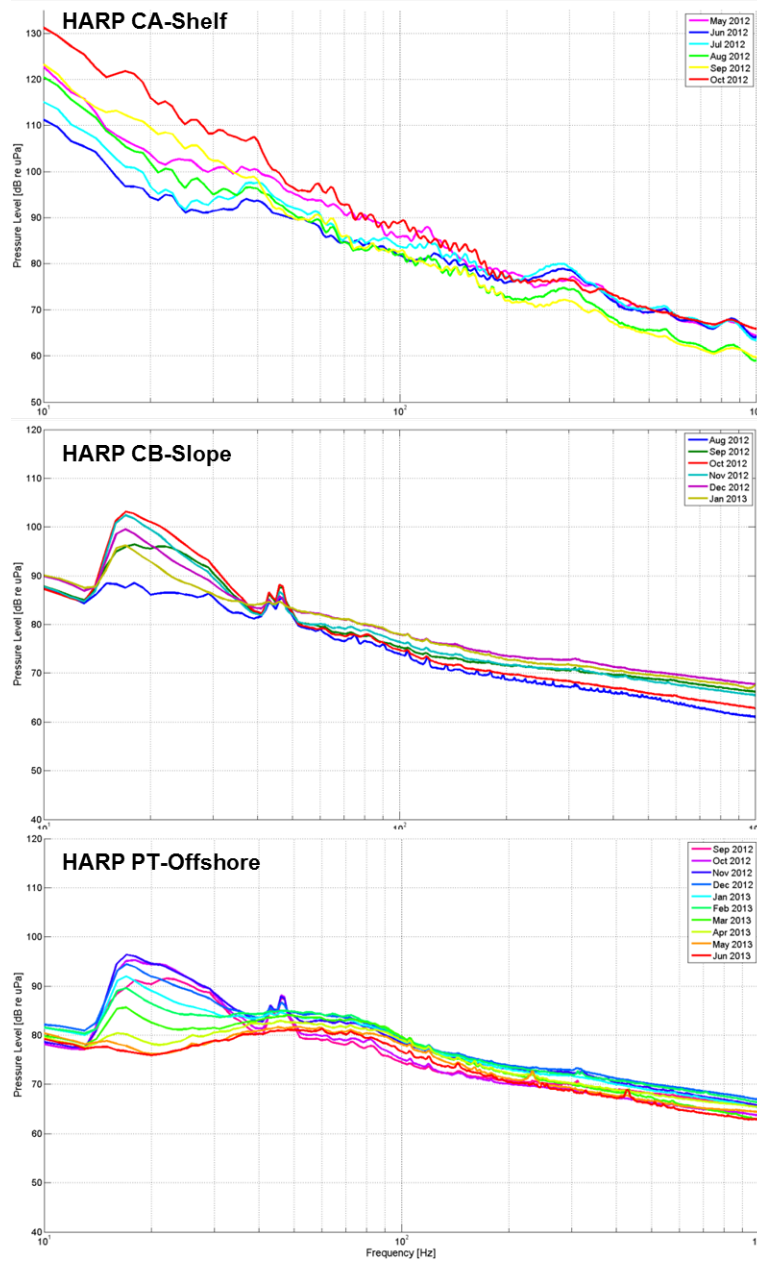 HARP CA-Shelf
May 2012
Jun 2012
Jul 2012
Aug 2012
Sep 2012
Oct 2012
130
120
110
100
90
80
70
60
50
Pressure Level [dB re uPa]
10¹
10²
HARP CB-Slope
Aug 2012
Sep 2012
Oct 2012
Nov 2012
Dec 2012
Jan 2013
120
110
100
90
80
70
60
50
40
Pressure Level [dB re uPa]
HARP PT-Offshore
Sep 2012
Oct 2012
Nov 2012
Dec 2012
Jan 2013
Feb 2013
Mar 2013
Apr 2013
May 2013
Jun 2013
120
110
100
90
80
70
60
50
40
Pressure Level [dB re uPa]
10¹
10²
Frequency [Hz]